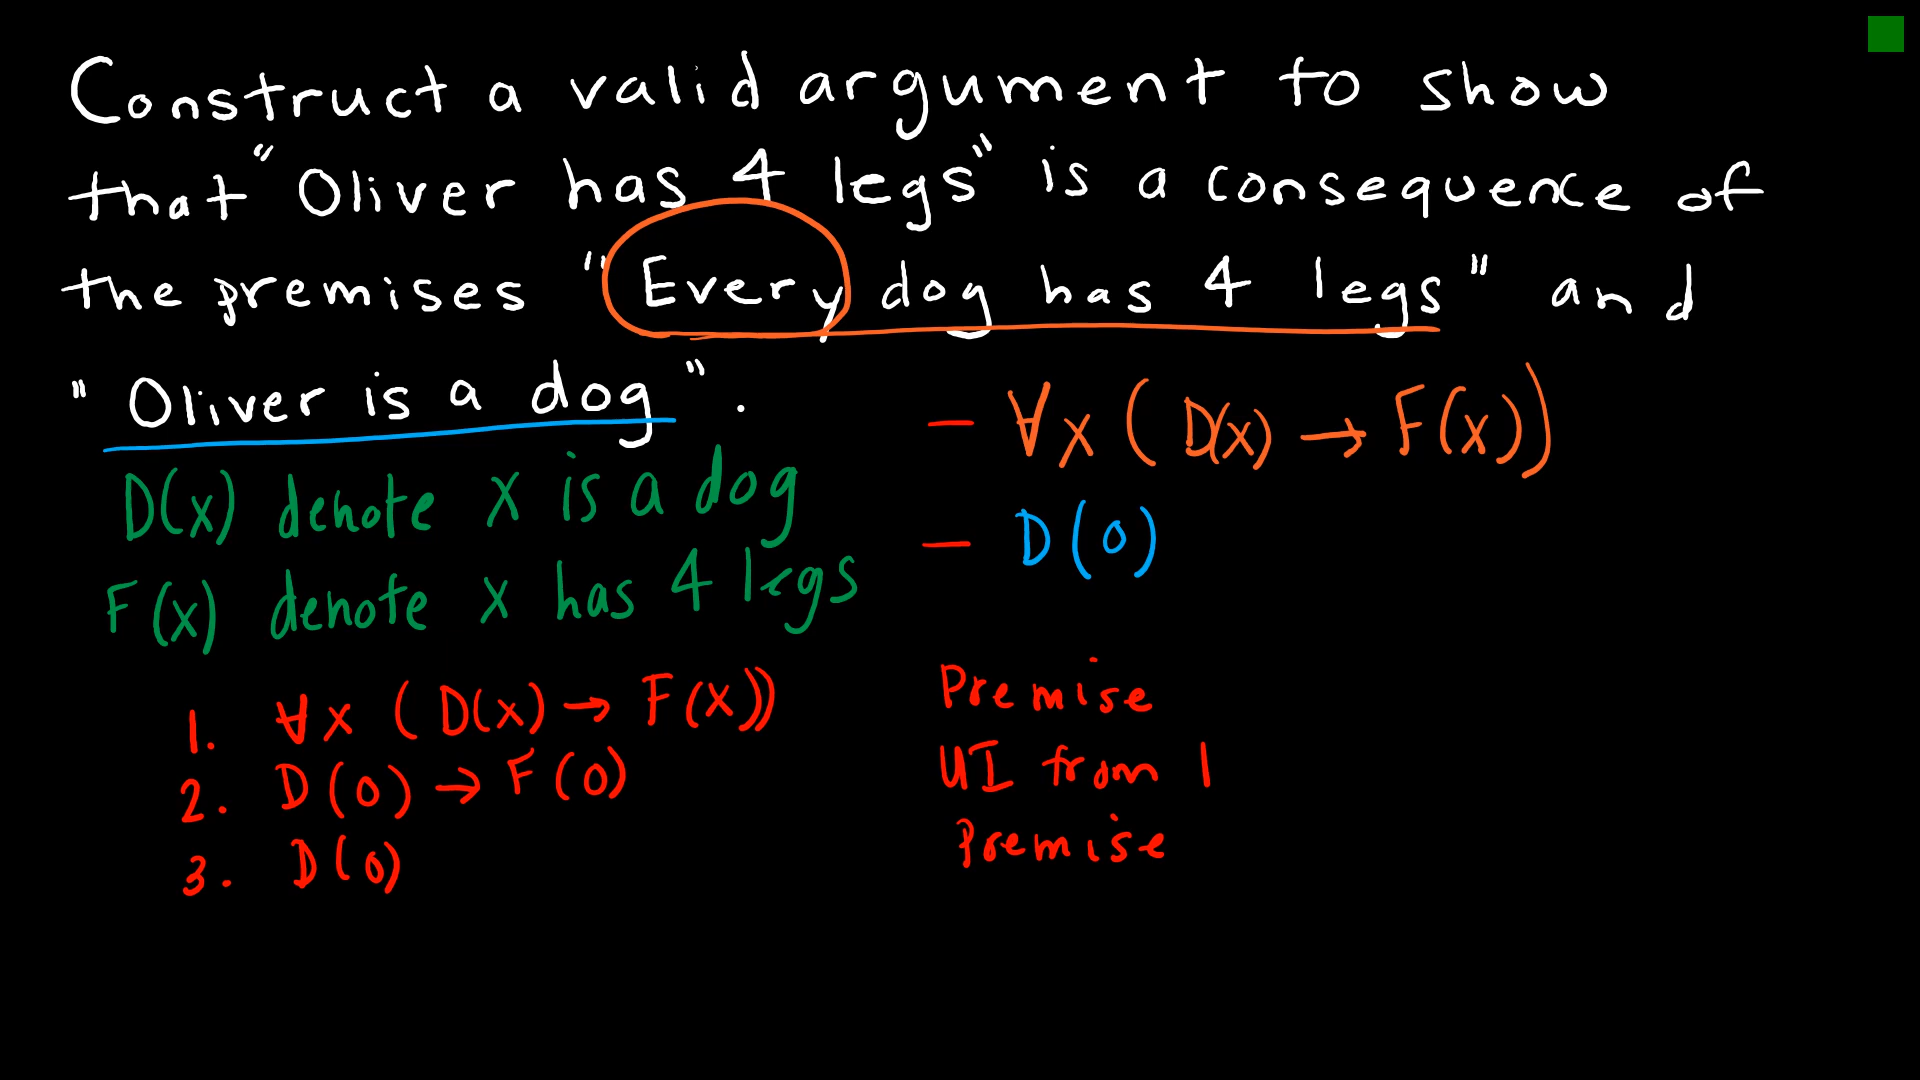 Construct a valid argument to show
that "Oliver has 4 legs" is a consequence of
the premises "Every dog has 4 legs" and
"Oliver is a dog".
- ∀x (D(x) → F(x))
D(x) denote x is a dog
- D(O)
F(x) denote x has 4 legs
1. ∀x (D(x) → F(x)) Premise
2. D(O) → F(O) UI from 1
3. D(O) Premise